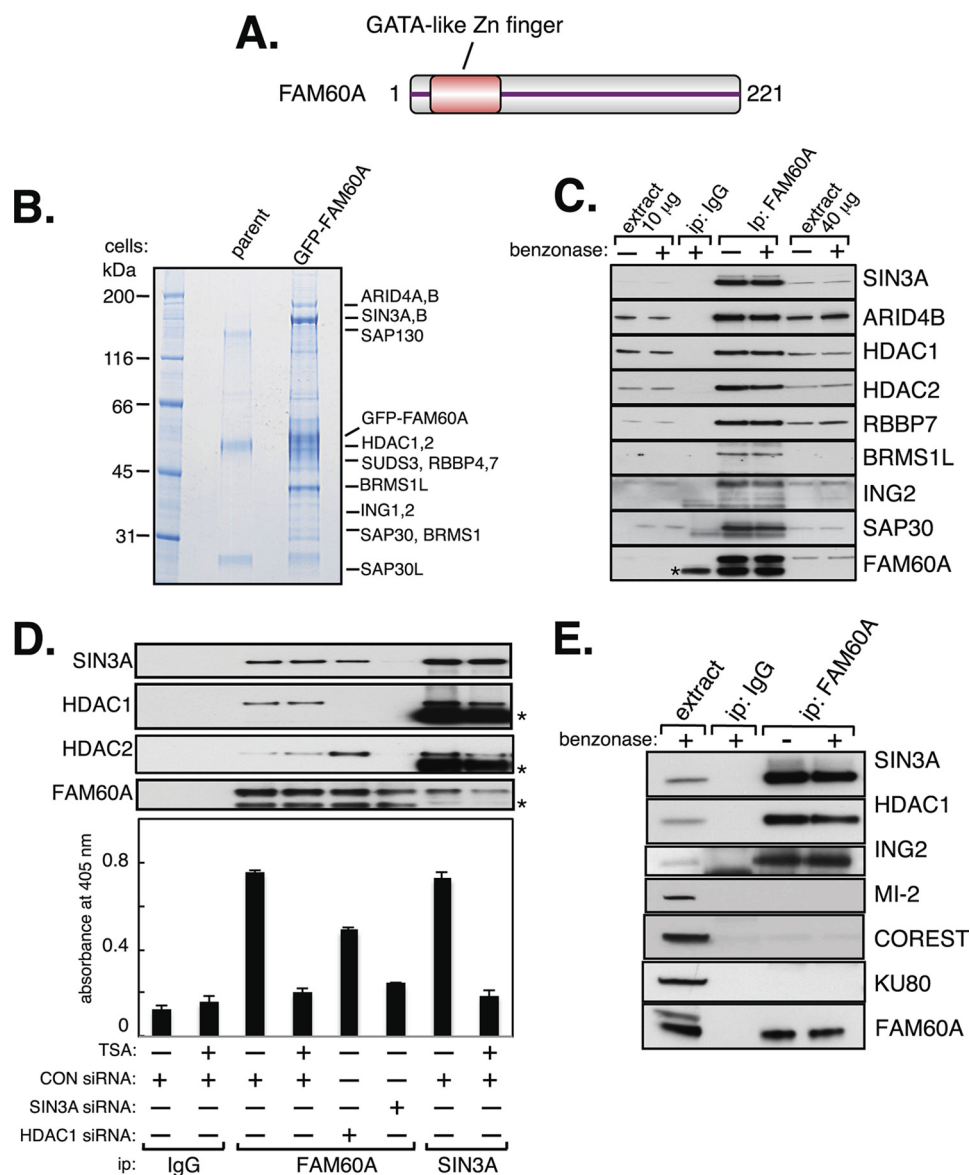 A.
GATA-like Zn finger
FAM60A 1 221
B.
cells: parent GFP-FAM60A
kDa
200
116
66
45
31
ARID4A,B
SIN3A,B
SAP130
GFP-FAM60A
HDAC1,2
SUDS3, RBBP4,7
BRMS1L
ING1,2
SAP30, BRMS1
SAP30L
C.
extract 10 µg ip: IgG Ip: FAM60A extract 40 µg
benzonase: — + + — + — +
SIN3A
ARID4B
HDAC1
HDAC2
RBBP7
BRMS1L
ING2
SAP30
* FAM60A
D.
SIN3A
HDAC1 *
HDAC2 *
FAM60A *
absorbance at 405 nm
0.8
0.4
0
TSA: — + — + — — — +
CON siRNA: + + + + — — + +
SIN3A siRNA: — — — — — + — —
HDAC1 siRNA: — — — — + — — —
ip: IgG FAM60A SIN3A
E.
extract ip: IgG ip: FAM60A
benzonase: + + - +
SIN3A
HDAC1
ING2
MI-2
COREST
KU80
FAM60A